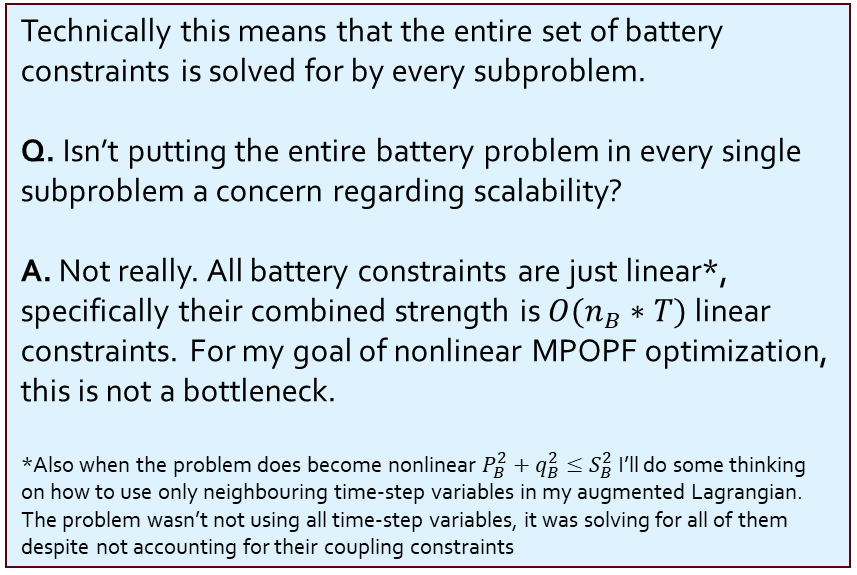 Technically this means that the entire set of battery
constraints is solved for by every subproblem.
Q. Isn't putting the entire battery problem in every single
subproblem a concern regarding scalability?
A. Not really. All battery constraints are just linear*,
specifically their combined strength is O(n_B * T) linear
constraints. For my goal of nonlinear MPOPF optimization,
this is not a bottleneck.
*Also when the problem does become nonlinear P_B^2 + q_B^2 ≤ S_B^2 I'll do some thinking
on how to use only neighbouring time-step variables in my augmented Lagrangian.
The problem wasn't not using all time-step variables, it was solving for all of them
despite not accounting for their coupling constraints